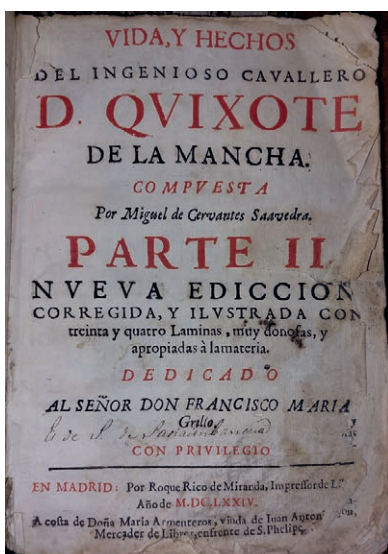 VIDA, Y HECHOS
DEL INGENIOSO CAVALLERO
D. QVIXOTE
DE LA MANCHA.
COMPVESTA
Por Miguel de Cervantes Saavedra.
PARTE II
NVEVA EDICCION
CORREGIDA, Y ILVSTRADA CON
treinta y quatro Laminas, muy donosas, y
apropiadas à lamateria.
DEDICADO
AL SEÑOR DON FRANCISCO MARIA
Grillo,
CON PRIVILEGIO
EN MADRID: Por Roque Rico de Miranda, Impressor de L.
Año de M.DC.LXXIV.
A costa de Doña Maria Armenteros, viuda de Iuan Anton
Mercader de Libros, enfrente de S. Phelipe.